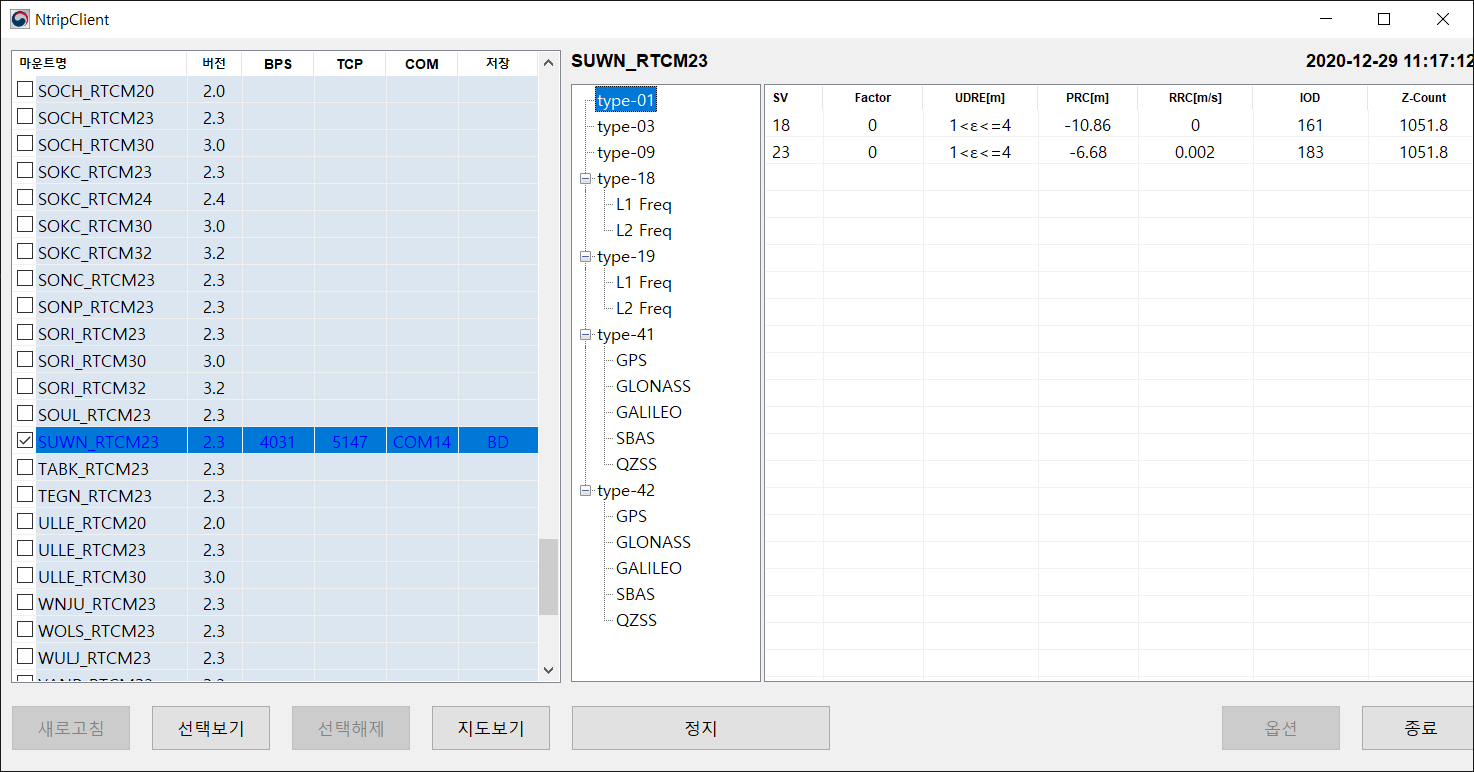 NtripClient
마운트명 버전 BPS TCP COM 저장
SOCH_RTCM20 2.0
SOCH_RTCM23 2.3
SOCH_RTCM30 3.0
SOKC_RTCM23 2.3
SOKC_RTCM24 2.4
SOKC_RTCM30 3.0
SOKC_RTCM32 3.2
SONC_RTCM23 2.3
SONP_RTCM23 2.3
SORI_RTCM23 2.3
SORI_RTCM30 3.0
SORI_RTCM32 3.2
SOUL_RTCM23 2.3
SUWN_RTCM23 2.3 4031 5147 COM14 BD
TABK_RTCM23 2.3
TEGN_RTCM23 2.3
ULLE_RTCM20 2.0
ULLE_RTCM23 2.3
ULLE_RTCM30 3.0
WNJU_RTCM23 2.3
WOLS_RTCM23 2.3
WULJ_RTCM23 2.3
SUWN_RTCM23 2020-12-29 11:17:12
type-01
type-03
type-09
type-18
L1 Freq
L2 Freq
type-19
L1 Freq
L2 Freq
type-41
GPS
GLONASS
GALILEO
SBAS
QZSS
type-42
GPS
GLONASS
GALILEO
SBAS
QZSS
SV Factor UDRE[m] PRC[m] RRC[m/s] IOD Z-Count
18 0 1<ε<=4 -10.86 0 161 1051.8
23 0 1<ε<=4 -6.68 0.002 183 1051.8
새로고침 선택보기 선택해제 지도보기 정지 옵션 종료